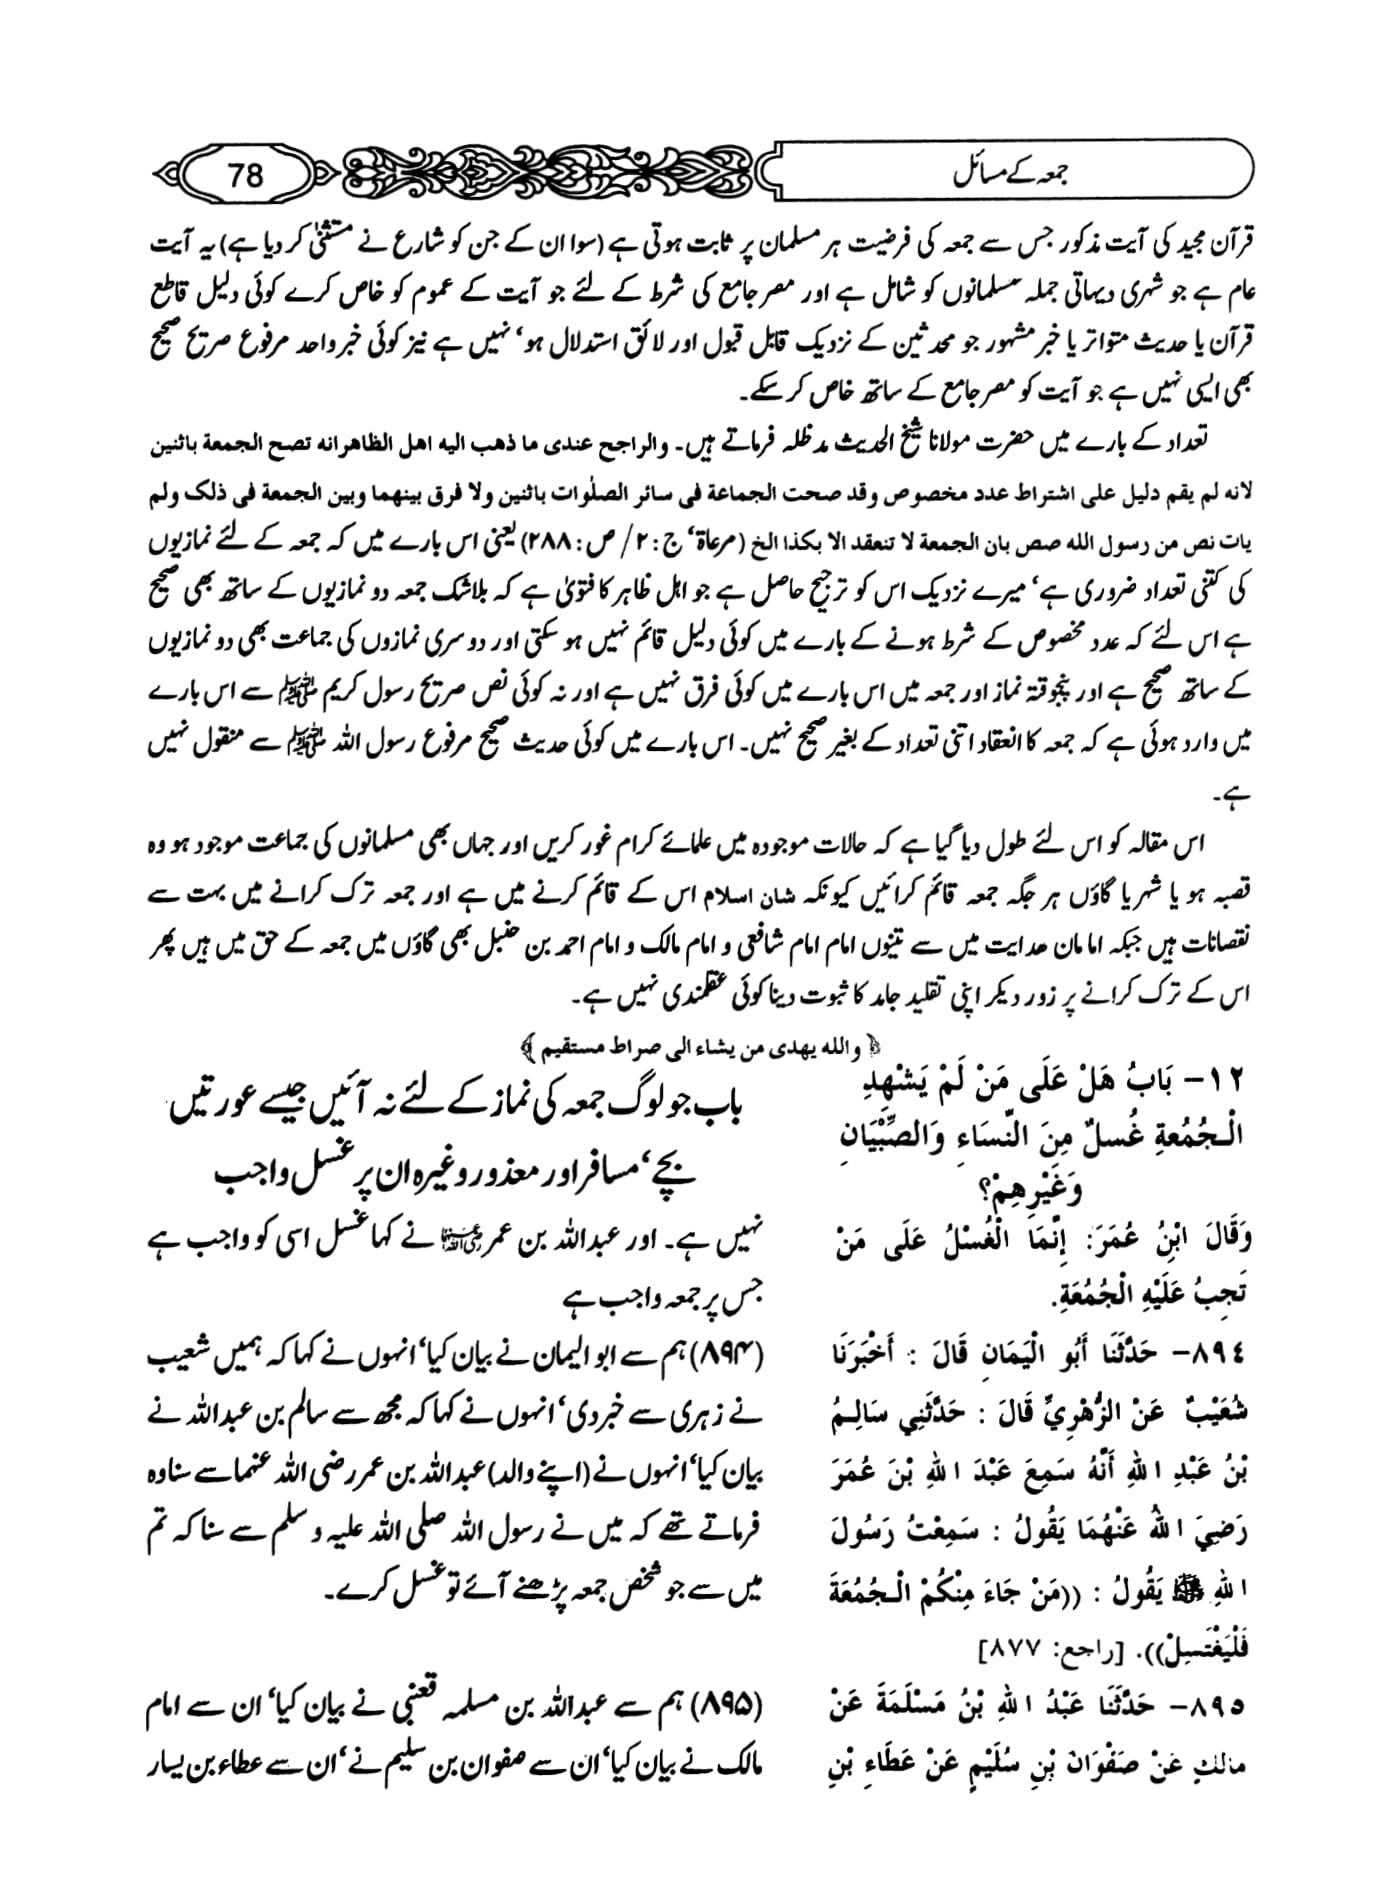 جمعہ کے مسائل
78
قرآن مجید کی آیت مذکور جس سے جمعہ کی فرضیت ہر مسلمان پر ثابت ہوتی ہے (سوا ان کے جن کو شارع نے مستثنیٰ کر دیا ہے) یہ آیت
عام ہے جو شہری دیہاتی جملہ مسلمانوں کو شامل ہے اور مصر جامع کی شرط کے لئے جو آیت کے عموم کو خاص کرے کوئی دلیل قاطع
قرآن یا حدیث متواتر یا خبر مشہور جو محدثین کے نزدیک قابل قبول اور لائق استدلال ہو‘ نہیں ہے نیز کوئی خبر واحد مرفوع صریح صحیح
بھی ایسی نہیں ہے جو آیت کو مصر جامع کے ساتھ خاص کر سکے۔
تعداد کے بارے میں حضرت مولانا شیخ الحدیث مدظلہ فرماتے ہیں۔ والراجح عندی ما ذهب اليه اهل الظاهر انه تصح الجمعة باثنين
لانه لم يقم دليل على اشتراط عدد مخصوص وقد صحت الجماعة فى سائر الصلٰوات باثنين ولا فرق بينهما وبين الجمعة فى ذلک ولم
يات نص من رسول الله صص بان الجمعة لا تنعقد الا بكذا الخ (مرعاة‘ ج: ۲/ ص: ۲۸۸) یعنی اس بارے میں کہ جمعہ کے لئے نمازیوں
کی کتنی تعداد ضروری ہے‘ میرے نزدیک اس کو ترجیح حاصل ہے جو اہل ظاہر کا فتویٰ ہے کہ بلاشک جمعہ دو نمازیوں کے ساتھ بھی صحیح
ہے اس لئے کہ عدد مخصوص کے شرط ہونے کے بارے میں کوئی دلیل قائم نہیں ہو سکتی اور دوسری نمازوں کی جماعت بھی دو نمازیوں
کے ساتھ صحیح ہے اور پنجوقتہ نماز اور جمعہ میں اس بارے میں کوئی فرق نہیں ہے اور نہ کوئی نص صریح رسول کریم ﷺ سے اس بارے
میں وارد ہوئی ہے کہ جمعہ کا انعقاد اتنی تعداد کے بغیر صحیح نہیں۔ اس بارے میں کوئی حدیث صحیح مرفوع رسول اللہ ﷺ سے منقول نہیں
ہے۔
اس مقالہ کو اس لئے طول دیا گیا ہے کہ حالات موجودہ میں علمائے کرام غور کریں اور جہاں بھی مسلمانوں کی جماعت موجود ہو وہ
قصبہ ہو یا شہر یا گاؤں ہر جگہ جمعہ قائم کرائیں کیونکہ شان اسلام اس کے قائم کرنے میں ہے اور جمعہ ترک کرانے میں بہت سے
نقصانات ہیں جبکہ امامان ھدایت میں سے تینوں امام امام شافعی و امام مالک و امام احمد بن حنبل بھی گاؤں میں جمعہ کے حق میں ہیں پھر
اس کے ترک کرانے پر زور دیکر اپنی تقلید جامد کا ثبوت دینا کوئی عقلمندی نہیں ہے۔
﴿ والله يهدى من يشاء الى صراط مستقيم ﴾
١٢- بَابُ هَلْ عَلَى مَنْ لَمْ يَشْهَدِ
الْجُمُعَةِ غُسلٌ مِنَ النِّسَاءِ وَالصِّبْيَانِ
وَغَيْرِهِمْ؟
وَقَالَ ابْنُ عُمَرَ: إِنَّمَا الْغُسْلُ عَلَى مَنْ
تَجِبُ عَلَيْهِ الْجُمُعَةِ.
٨٩٤- حَدَّثَنَا أَبُو الْيَمَانِ قَالَ : أَخْبَرَنَا
شُعَيْبٌ عَنْ الزُّهْرِيِّ قَالَ : حَدَّثَنِي سَالِمُ
بْنُ عَبْدِ اللهِ أَنَّهُ سَمِعَ عَبْدَ اللهِ بْنَ عُمَرَ
رَضِيَ اللهُ عَنْهُمَا يَقُولُ : سَمِعْتُ رَسُولَ
اللهِ ﷺ يَقُولُ : ((مَنْ جَاءَ مِنْكُمْ الْجُمُعَةَ
فَلْيَغْتَسِلْ)). [راجع: ٨٧٧]
٨٩٥- حَدَّثَنَا عَبْدُ اللهِ بْنُ مَسْلَمَةَ عَنْ
مَالِكٍ عَنْ صَفْوَانَ بْنِ سُلَيْمٍ عَنْ عَطَاءِ بْنِ
باب جو لوگ جمعہ کی نماز کے لئے نہ آئیں جیسے عورتیں
بچے‘ مسافر اور معذور وغیرہ ان پر غسل واجب
نہیں ہے۔ اور عبداللہ بن عمر رضی اللہ عنہما نے کہا غسل اسی کو واجب ہے
جس پر جمعہ واجب ہے
(۸۹۴) ہم سے ابوالیمان نے بیان کیا‘ انہوں نے کہا کہ ہمیں شعیب
نے زہری سے خبر دی‘ انہوں نے کہا کہ مجھ سے سالم بن عبداللہ نے
بیان کیا‘ انہوں نے (اپنے والد) عبداللہ بن عمر رضی اللہ عنہما سے سنا وہ
فرماتے تھے کہ میں نے رسول اللہ صلی اللہ علیہ وسلم سے سنا کہ تم
میں سے جو شخص جمعہ پڑھنے آئے تو غسل کرے۔
(۸۹۵) ہم سے عبداللہ بن مسلمہ قعنبی نے بیان کیا‘ ان سے امام
مالک نے بیان کیا‘ ان سے صفوان بن سلیم نے‘ ان سے عطاء بن یسار